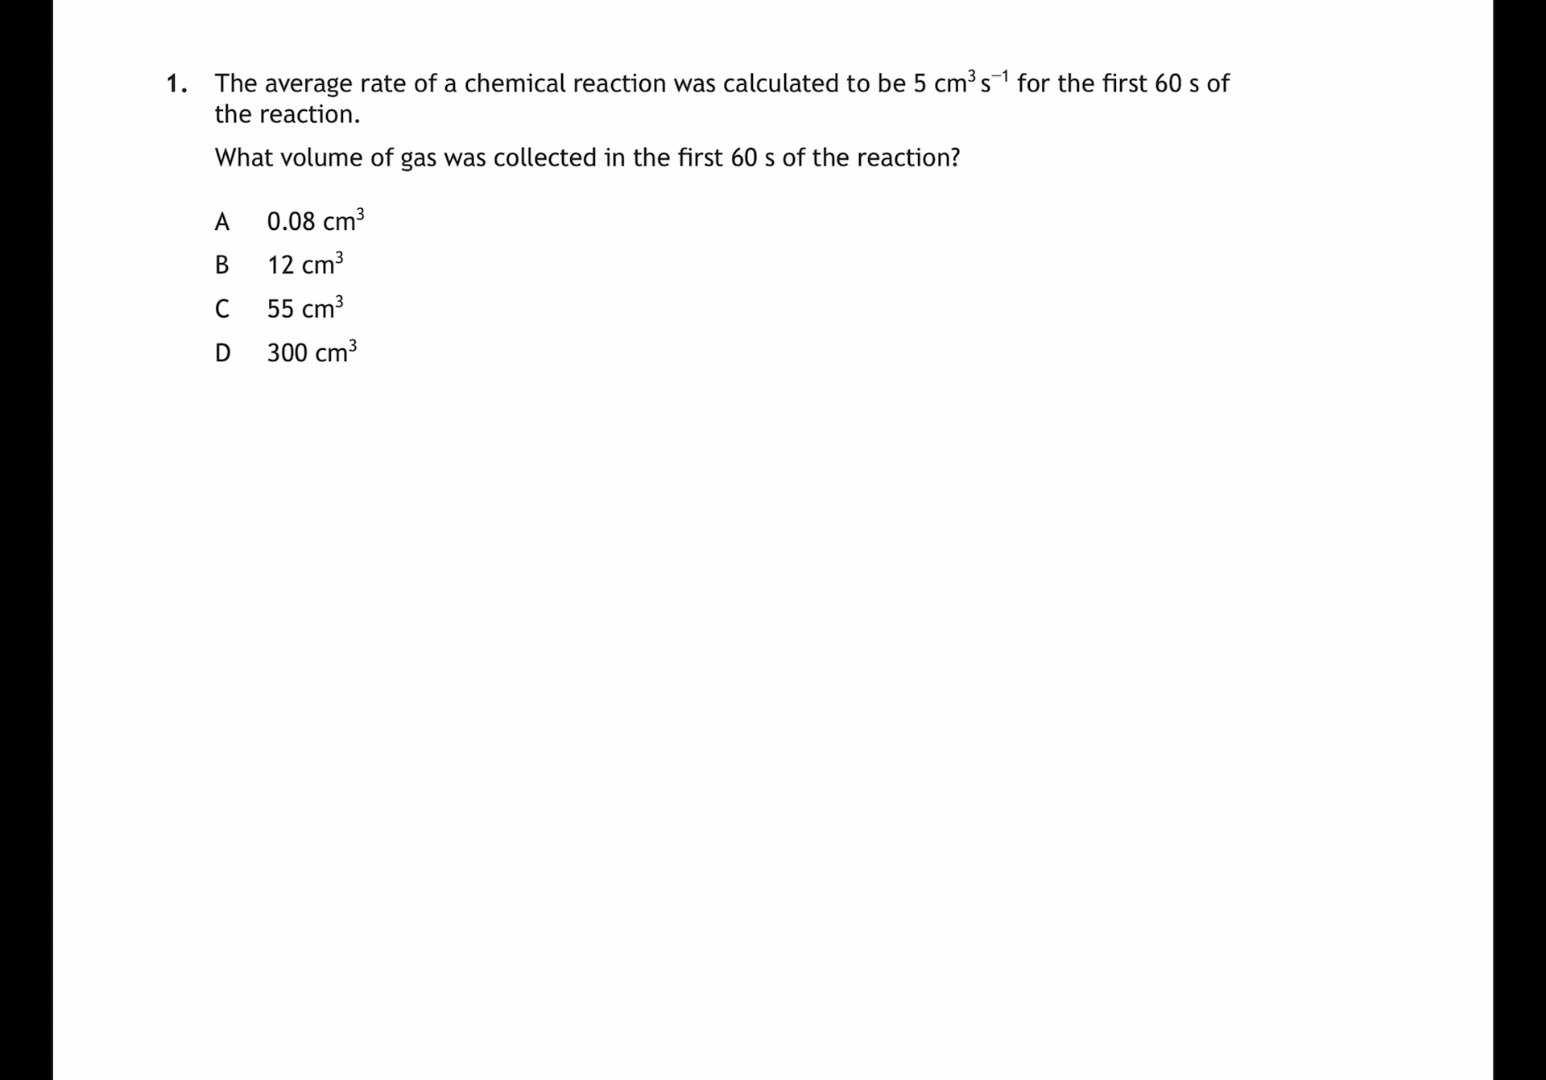 1. The average rate of a chemical reaction was calculated to be 5 cm³ s⁻¹ for the first 60 s of
the reaction.
What volume of gas was collected in the first 60 s of the reaction?
A 0.08 cm³
B 12 cm³
C 55 cm³
D 300 cm³